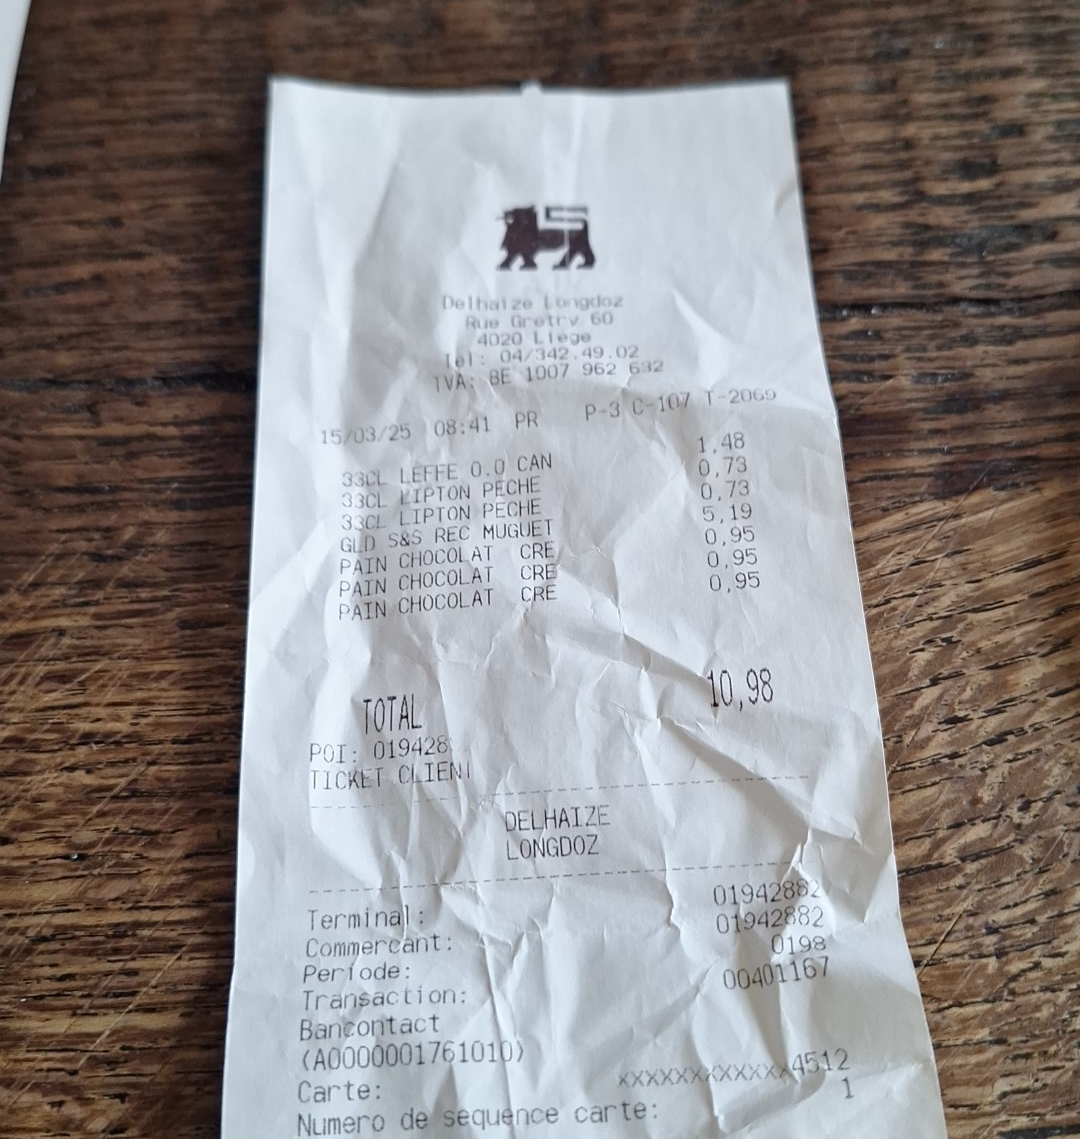 Delhaize Longdoz
Rue Gretry 60
4020 Liege
Tel: 04/342.49.02
TVA: BE 1007 962 632
15/03/25 08:41 PR P-3 C-107 T-2069
33CL LEFFE 0.0 CAN 1,48
33CL LIPTON PECHE 0,73
33CL LIPTON PECHE 0,73
GLD S&S REC MUGUET 5,19
PAIN CHOCOLAT CRE 0,95
PAIN CHOCOLAT CRE 0,95
PAIN CHOCOLAT CRE 0,95
TOTAL 10,98
POI: 019428
TICKET CLIENT
DELHAIZE
LONGDOZ
Terminal: 01942882
Commercant: 01942882
Période: 0198
Transaction: 00401167
Bancontact
(A0000001761010)
Carte: xxxxxxxxxxxx4512
Numero de sequence carte: 1